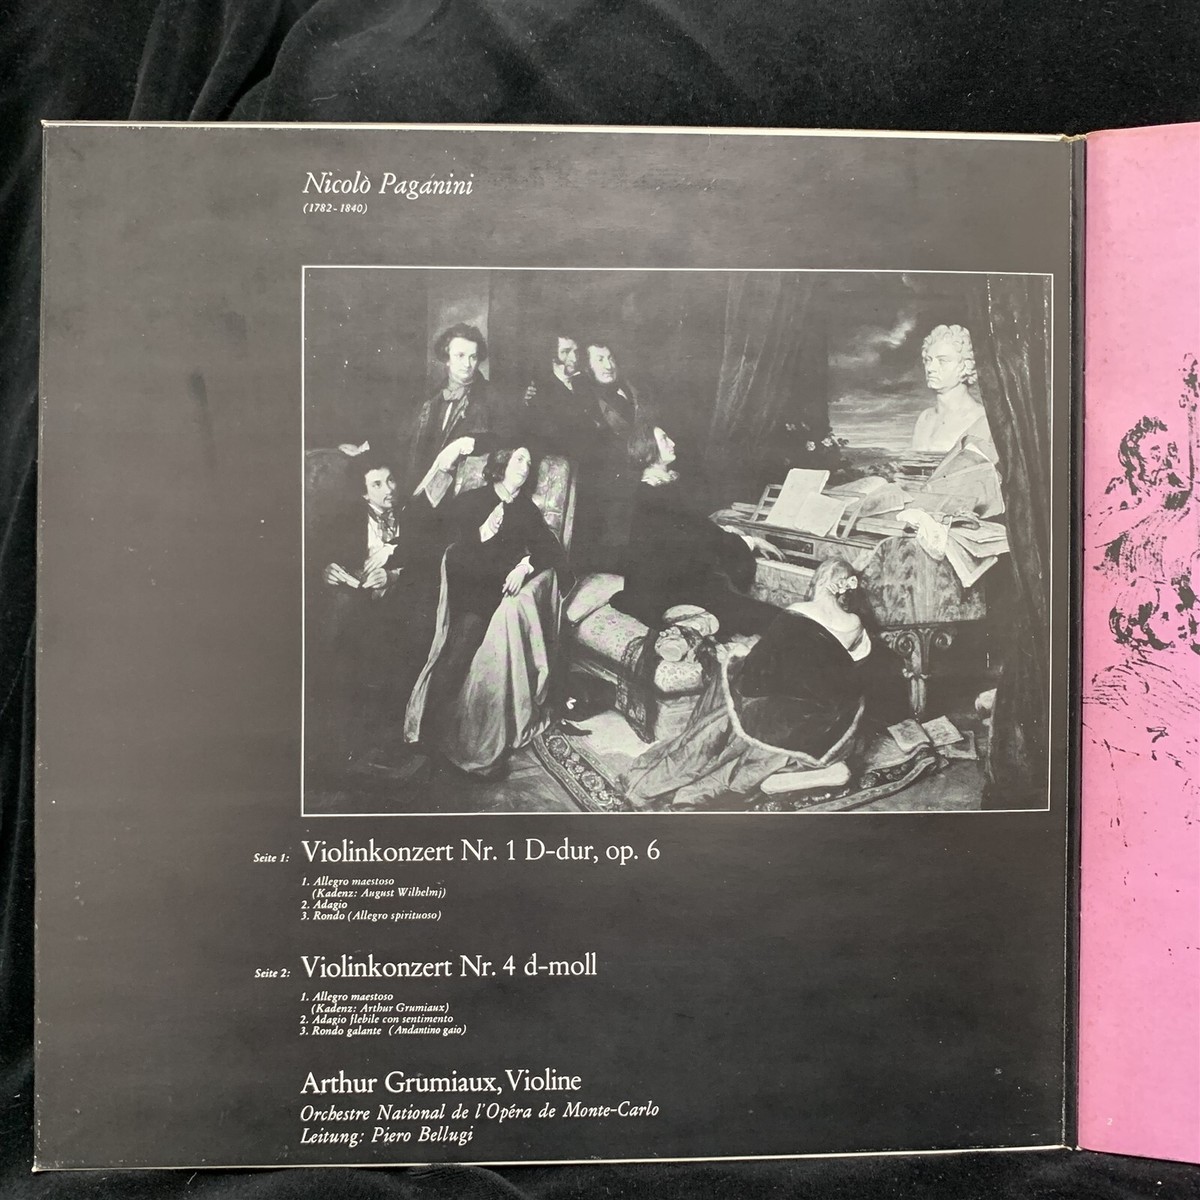 Nicolò Paganini
(1782-1840)
Seite 1: Violinkonzert Nr. 1 D-dur, op. 6
1. Allegro maestoso
(Kadenz: August Wilhelmj)
2. Adagio
3. Rondo (Allegro spirituoso)
Seite 2: Violinkonzert Nr. 4 d-moll
1. Allegro maestoso
(Kadenz: Arthur Grumiaux)
2. Adagio flebile con sentimento
3. Rondo galante (Andantino gaio)
Arthur Grumiaux, Violine
Orchestre National de l'Opéra de Monte-Carlo
Leitung: Piero Bellugi
2